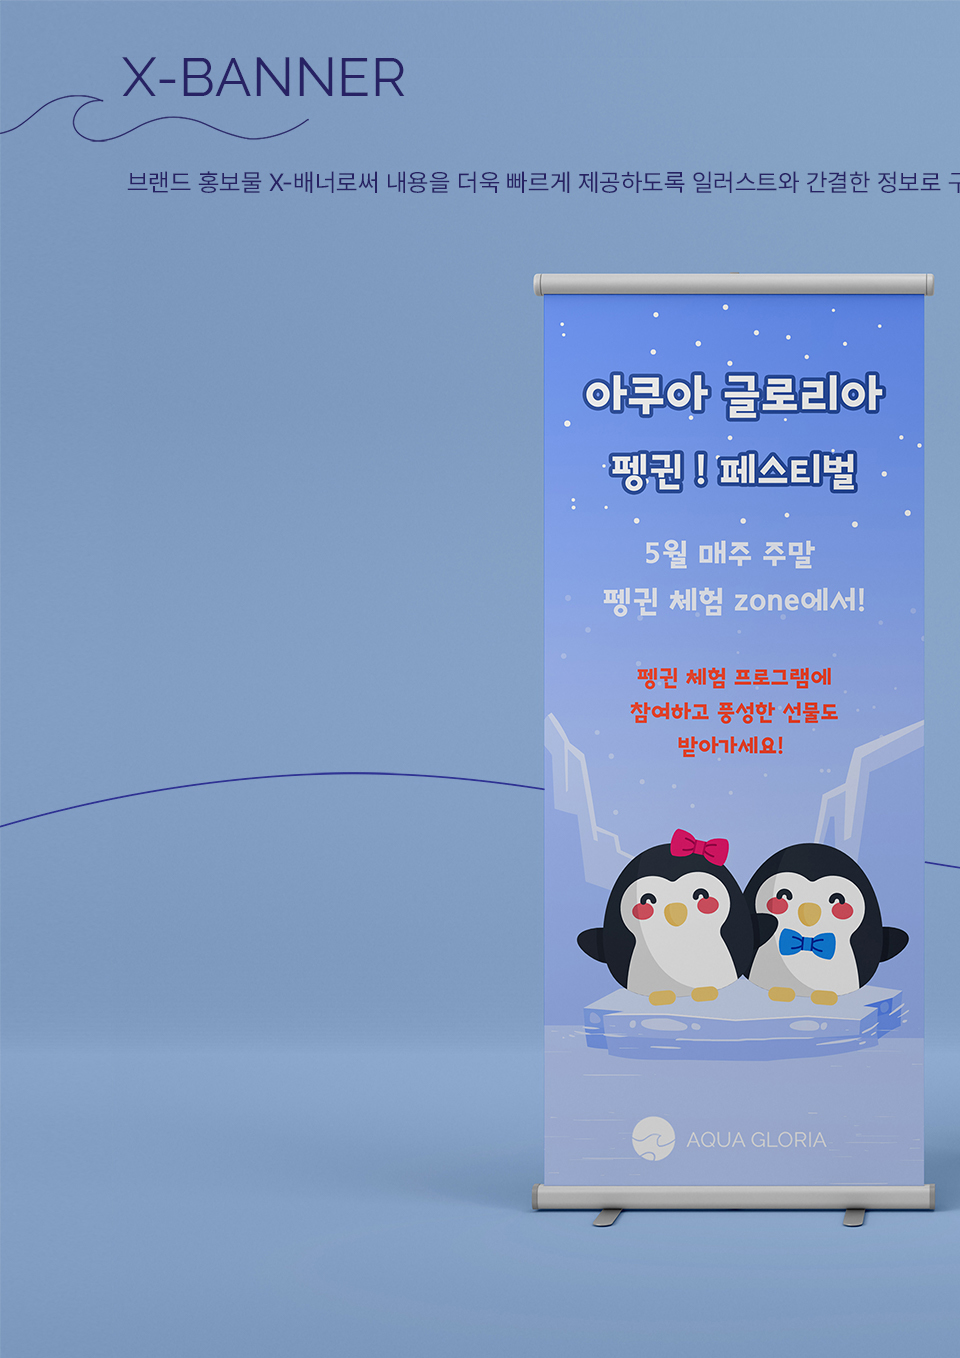 X-BANNER
브랜드 홍보물 X-배너로써 내용을 더욱 빠르게 제공하도록 일러스트와 간결한 정보로
아쿠아 글로리아
펭귄 ! 페스티벌
5월 매주 주말
펭귄 체험 zone에서!
펭귄 체험 프로그램에
참여하고 풍성한 선물도
받아가세요!
AQUA GLORIA